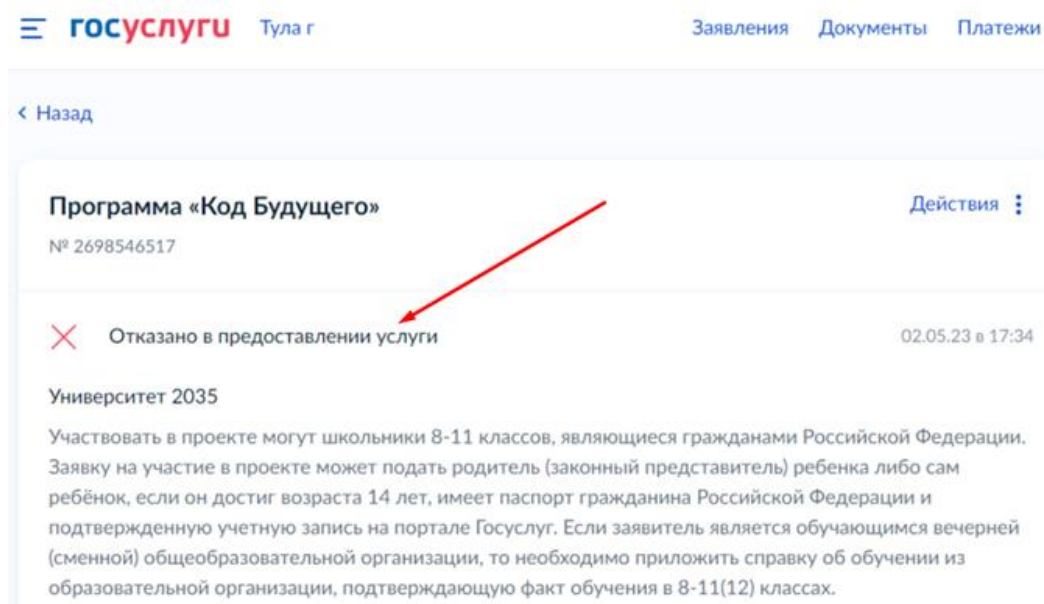 госуслуги Тула г Заявления Документы Платежи
Назад
Программа «Код Будущего» Действия
№ 2698546517
Отказано в предоставлении услуги 02.05.23 в 17:34
Университет 2035
Участвовать в проекте могут школьники 8-11 классов, являющиеся гражданами Российской Федерации.
Заявку на участие в проекте может подать родитель (законный представитель) ребенка либо сам
ребёнок, если он достиг возраста 14 лет, имеет паспорт гражданина Российской Федерации и
подтвержденную учетную запись на портале Госуслуг. Если заявитель является обучающимся вечерней
(сменной) общеобразовательной организации, то необходимо приложить справку об обучении из
образовательной организации, подтверждающую факт обучения в 8-11(12) классах.